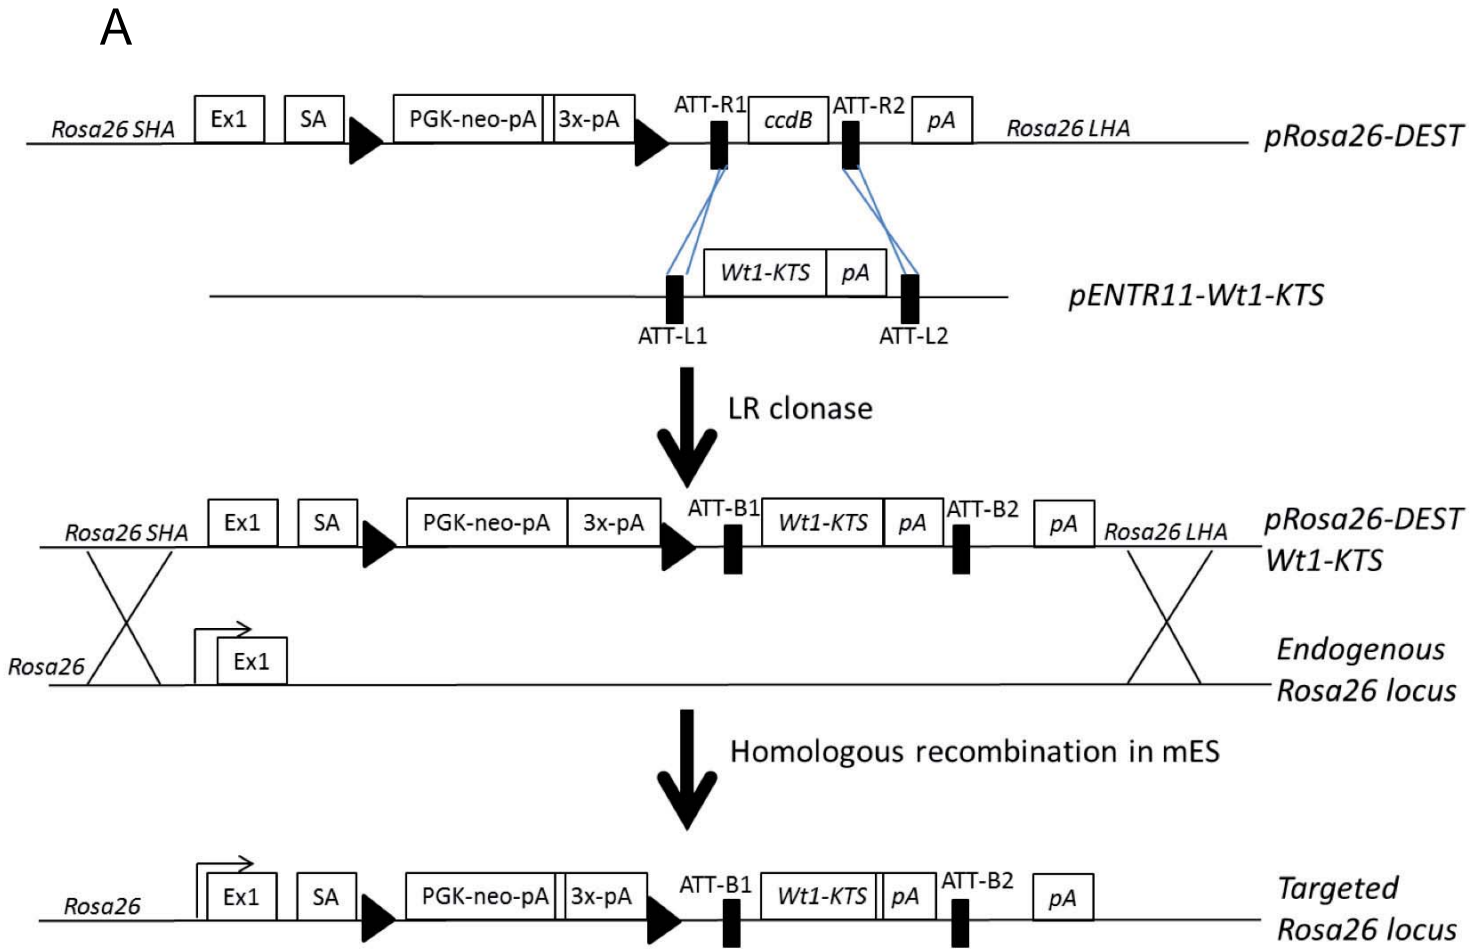 A
Rosa26 SHA Ex1 SA PGK-neo-pA 3x-pA ATT-R1 ccdB ATT-R2 pA Rosa26 LHA pRosa26-DEST
Wt1-KTS pA pENTR11-Wt1-KTS
ATT-L1 ATT-L2
LR clonase
Rosa26 SHA Ex1 SA PGK-neo-pA 3x-pA ATT-B1 Wt1-KTS pA ATT-B2 pA Rosa26 LHA pRosa26-DEST
Wt1-KTS
Rosa26 Ex1 Endogenous
Rosa26 locus
Homologous recombination in mES
Rosa26 Ex1 SA PGK-neo-pA 3x-pA ATT-B1 Wt1-KTS pA ATT-B2 pA Targeted
Rosa26 locus